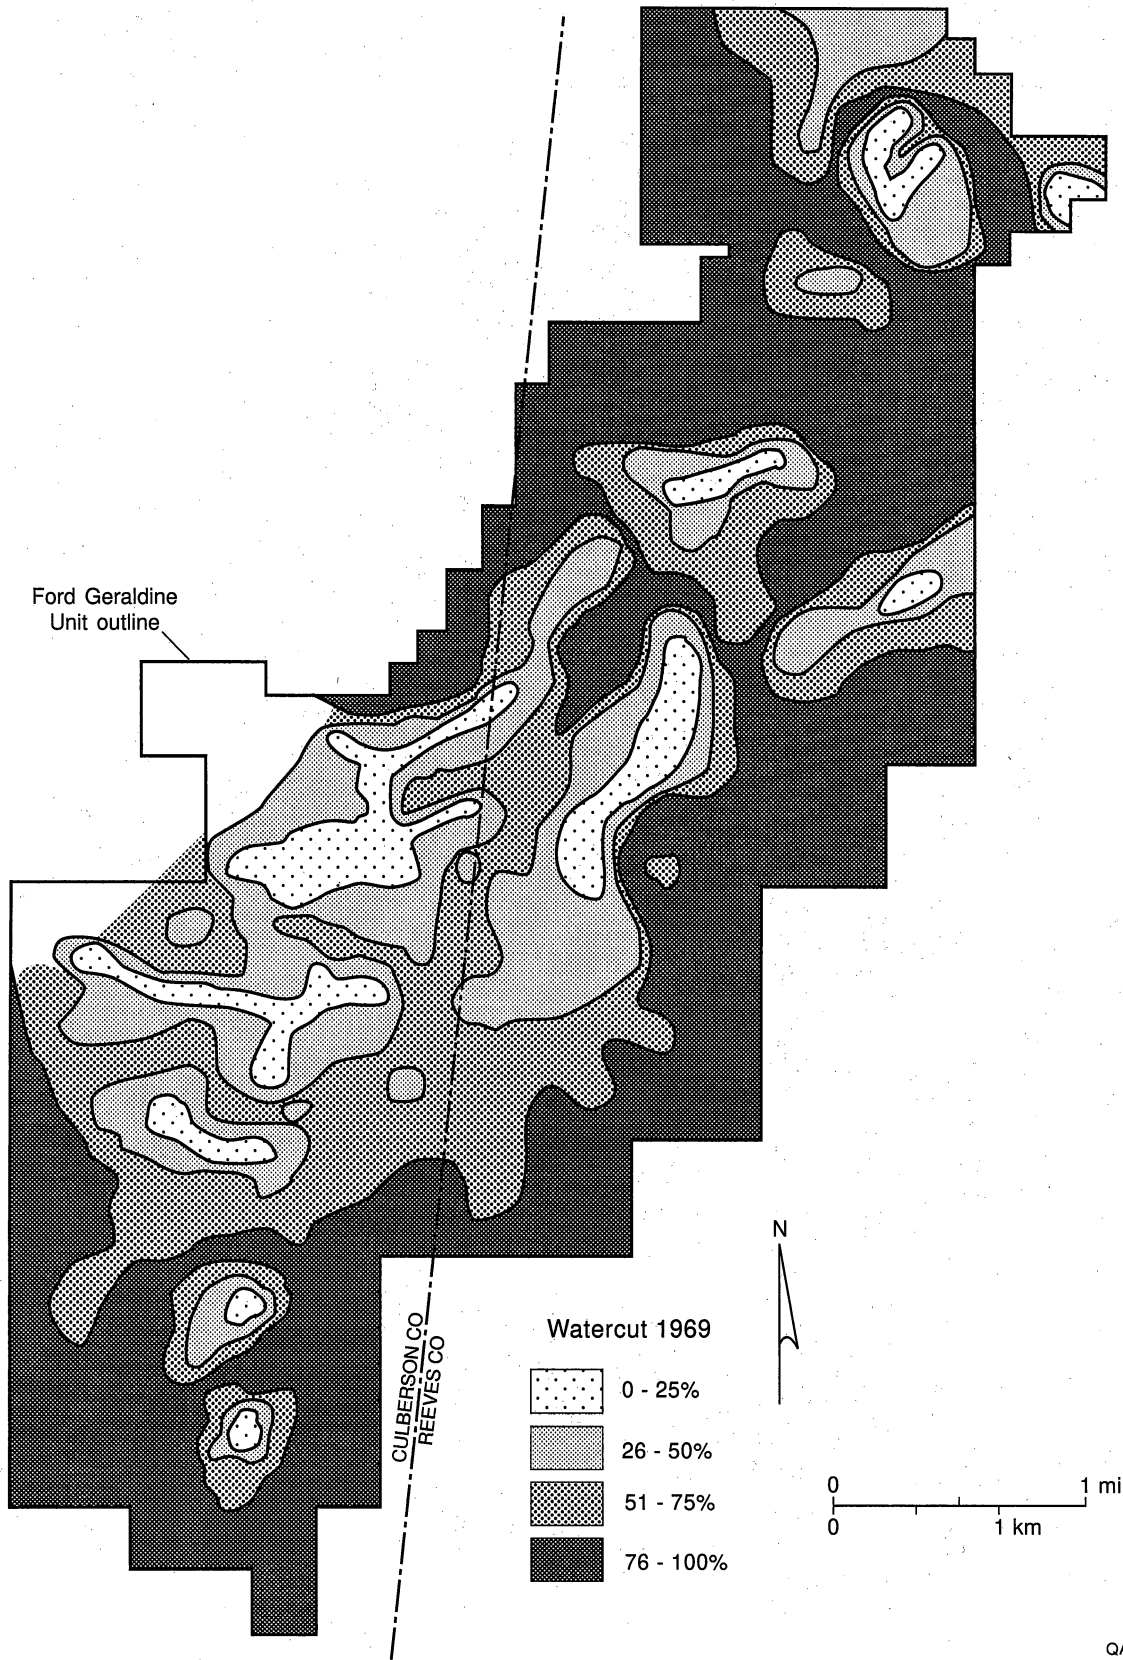 Ford Geraldine
Unit outline
N
CULBERSON CO
REEVES CO
Watercut 1969
0 - 25%
26 - 50%
51 - 75%
76 - 100%
0 1 mi
0 1 km
QA